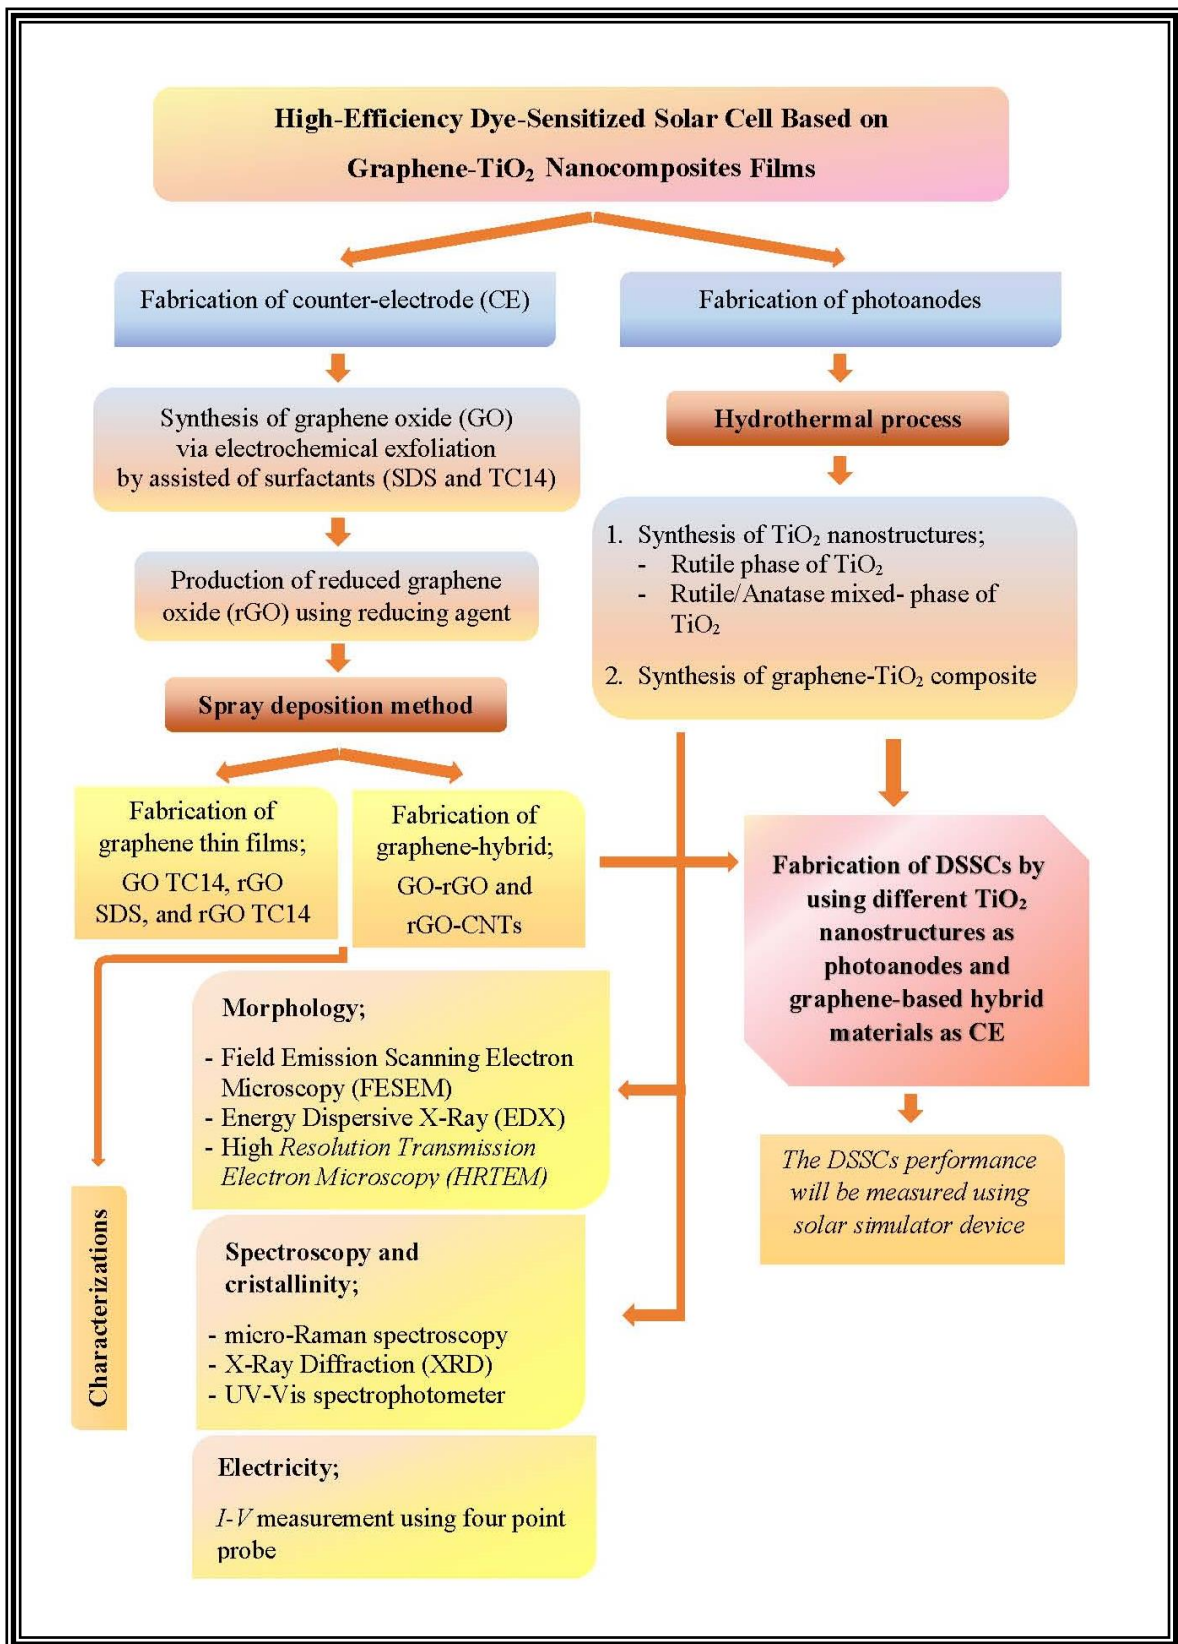 High-Efficiency Dye-Sensitized Solar Cell Based on
Graphene-TiO₂ Nanocomposites Films
Fabrication of counter-electrode (CE)
Fabrication of photoanodes
Synthesis of graphene oxide (GO)
via electrochemical exfoliation
by assisted of surfactants (SDS and TC14)
Hydrothermal process
Production of reduced graphene
oxide (rGO) using reducing agent
1. Synthesis of TiO₂ nanostructures;
- Rutile phase of TiO₂
- Rutile/Anatase mixed- phase of
TiO₂
2. Synthesis of graphene-TiO₂ composite
Spray deposition method
Fabrication of
graphene thin films;
GO TC14, rGO
SDS, and rGO TC14
Fabrication of
graphene-hybrid;
GO-rGO and
rGO-CNTs
Fabrication of DSSCs by
using different TiO₂
nanostructures as
photoanodes and
graphene-based hybrid
materials as CE
The DSSCs performance
will be measured using
solar simulator device
Characterizations
Morphology;
- Field Emission Scanning Electron
Microscopy (FESEM)
- Energy Dispersive X-Ray (EDX)
- High Resolution Transmission
Electron Microscopy (HRTEM)
Spectroscopy and
cristallinity;
- micro-Raman spectroscopy
- X-Ray Diffraction (XRD)
- UV-Vis spectrophotometer
Electricity;
I-V measurement using four point
probe